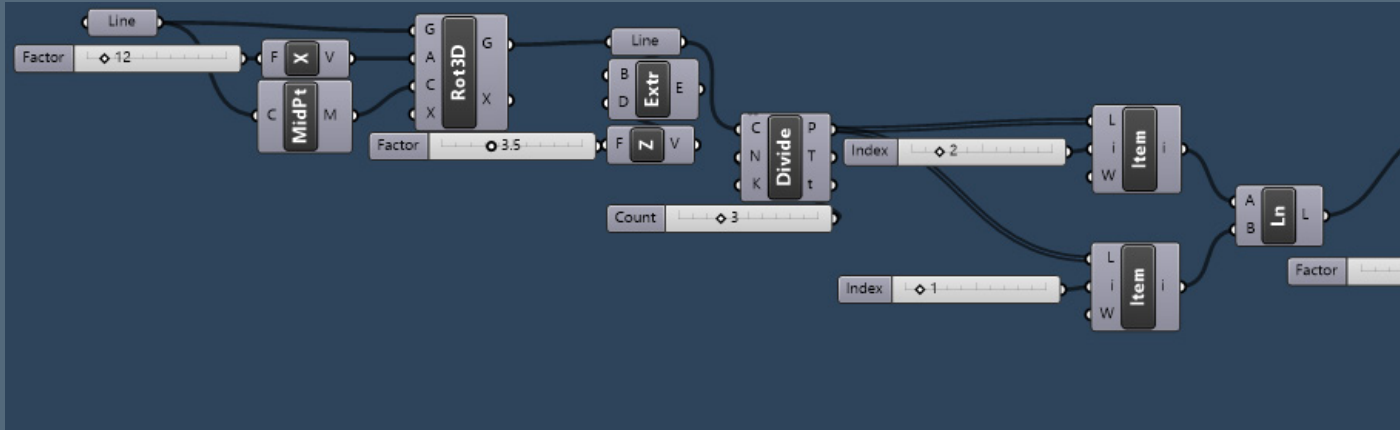 Line
Factor 12
F X V
C MidPt M
G A C X Rot3D G X
Factor 3.5
Line
B D Extr E
F Z V
C N K Divide P T t
Count 3
Index 2
L i W Item i
Index 1
L i W Item i
A B Ln L
Factor